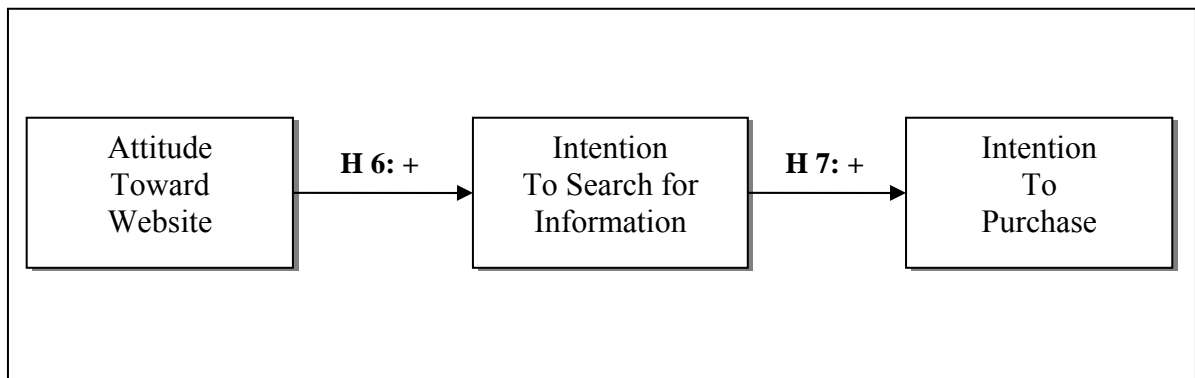 Attitude
Toward
Website
H 6: +
Intention
To Search for
Information
H 7: +
Intention
To
Purchase